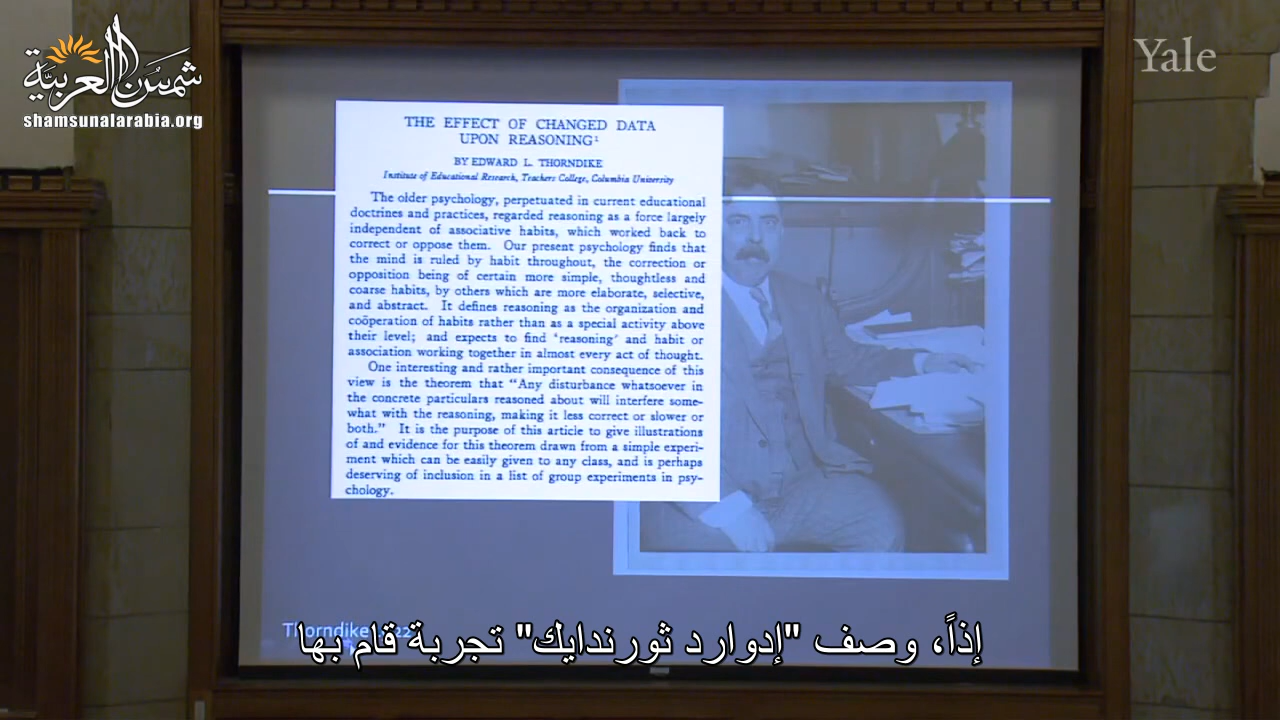 شمس العربية
shamsunalarabia.org
Yale
THE EFFECT OF CHANGED DATA
UPON REASONING¹
BY EDWARD L. THORNDIKE
Institute of Educational Research, Teachers College, Columbia University
The older psychology, perpetuated in current educational
doctrines and practices, regarded reasoning as a force largely
independent of associative habits, which worked back to
correct or oppose them. Our present psychology finds that
the mind is ruled by habit throughout, the correction or
opposition being of certain more simple, thoughtless and
coarse habits, by others which are more elaborate, selective,
and abstract. It defines reasoning as the organization and
coöperation of habits rather than as a special activity above
their level; and expects to find 'reasoning' and habit or
association working together in almost every act of thought.
One interesting and rather important consequence of this
view is the theorem that "Any disturbance whatsoever in
the concrete particulars reasoned about will interfere some-
what with the reasoning, making it less correct or slower or
both." It is the purpose of this article to give illustrations
of and evidence for this theorem drawn from a simple experi-
ment which can be easily given to any class, and is perhaps
deserving of inclusion in a list of group experiments in psy-
chology.
Thorndike
إذاً، وصف "إدوارد ثورندايك" تجربة قام بها